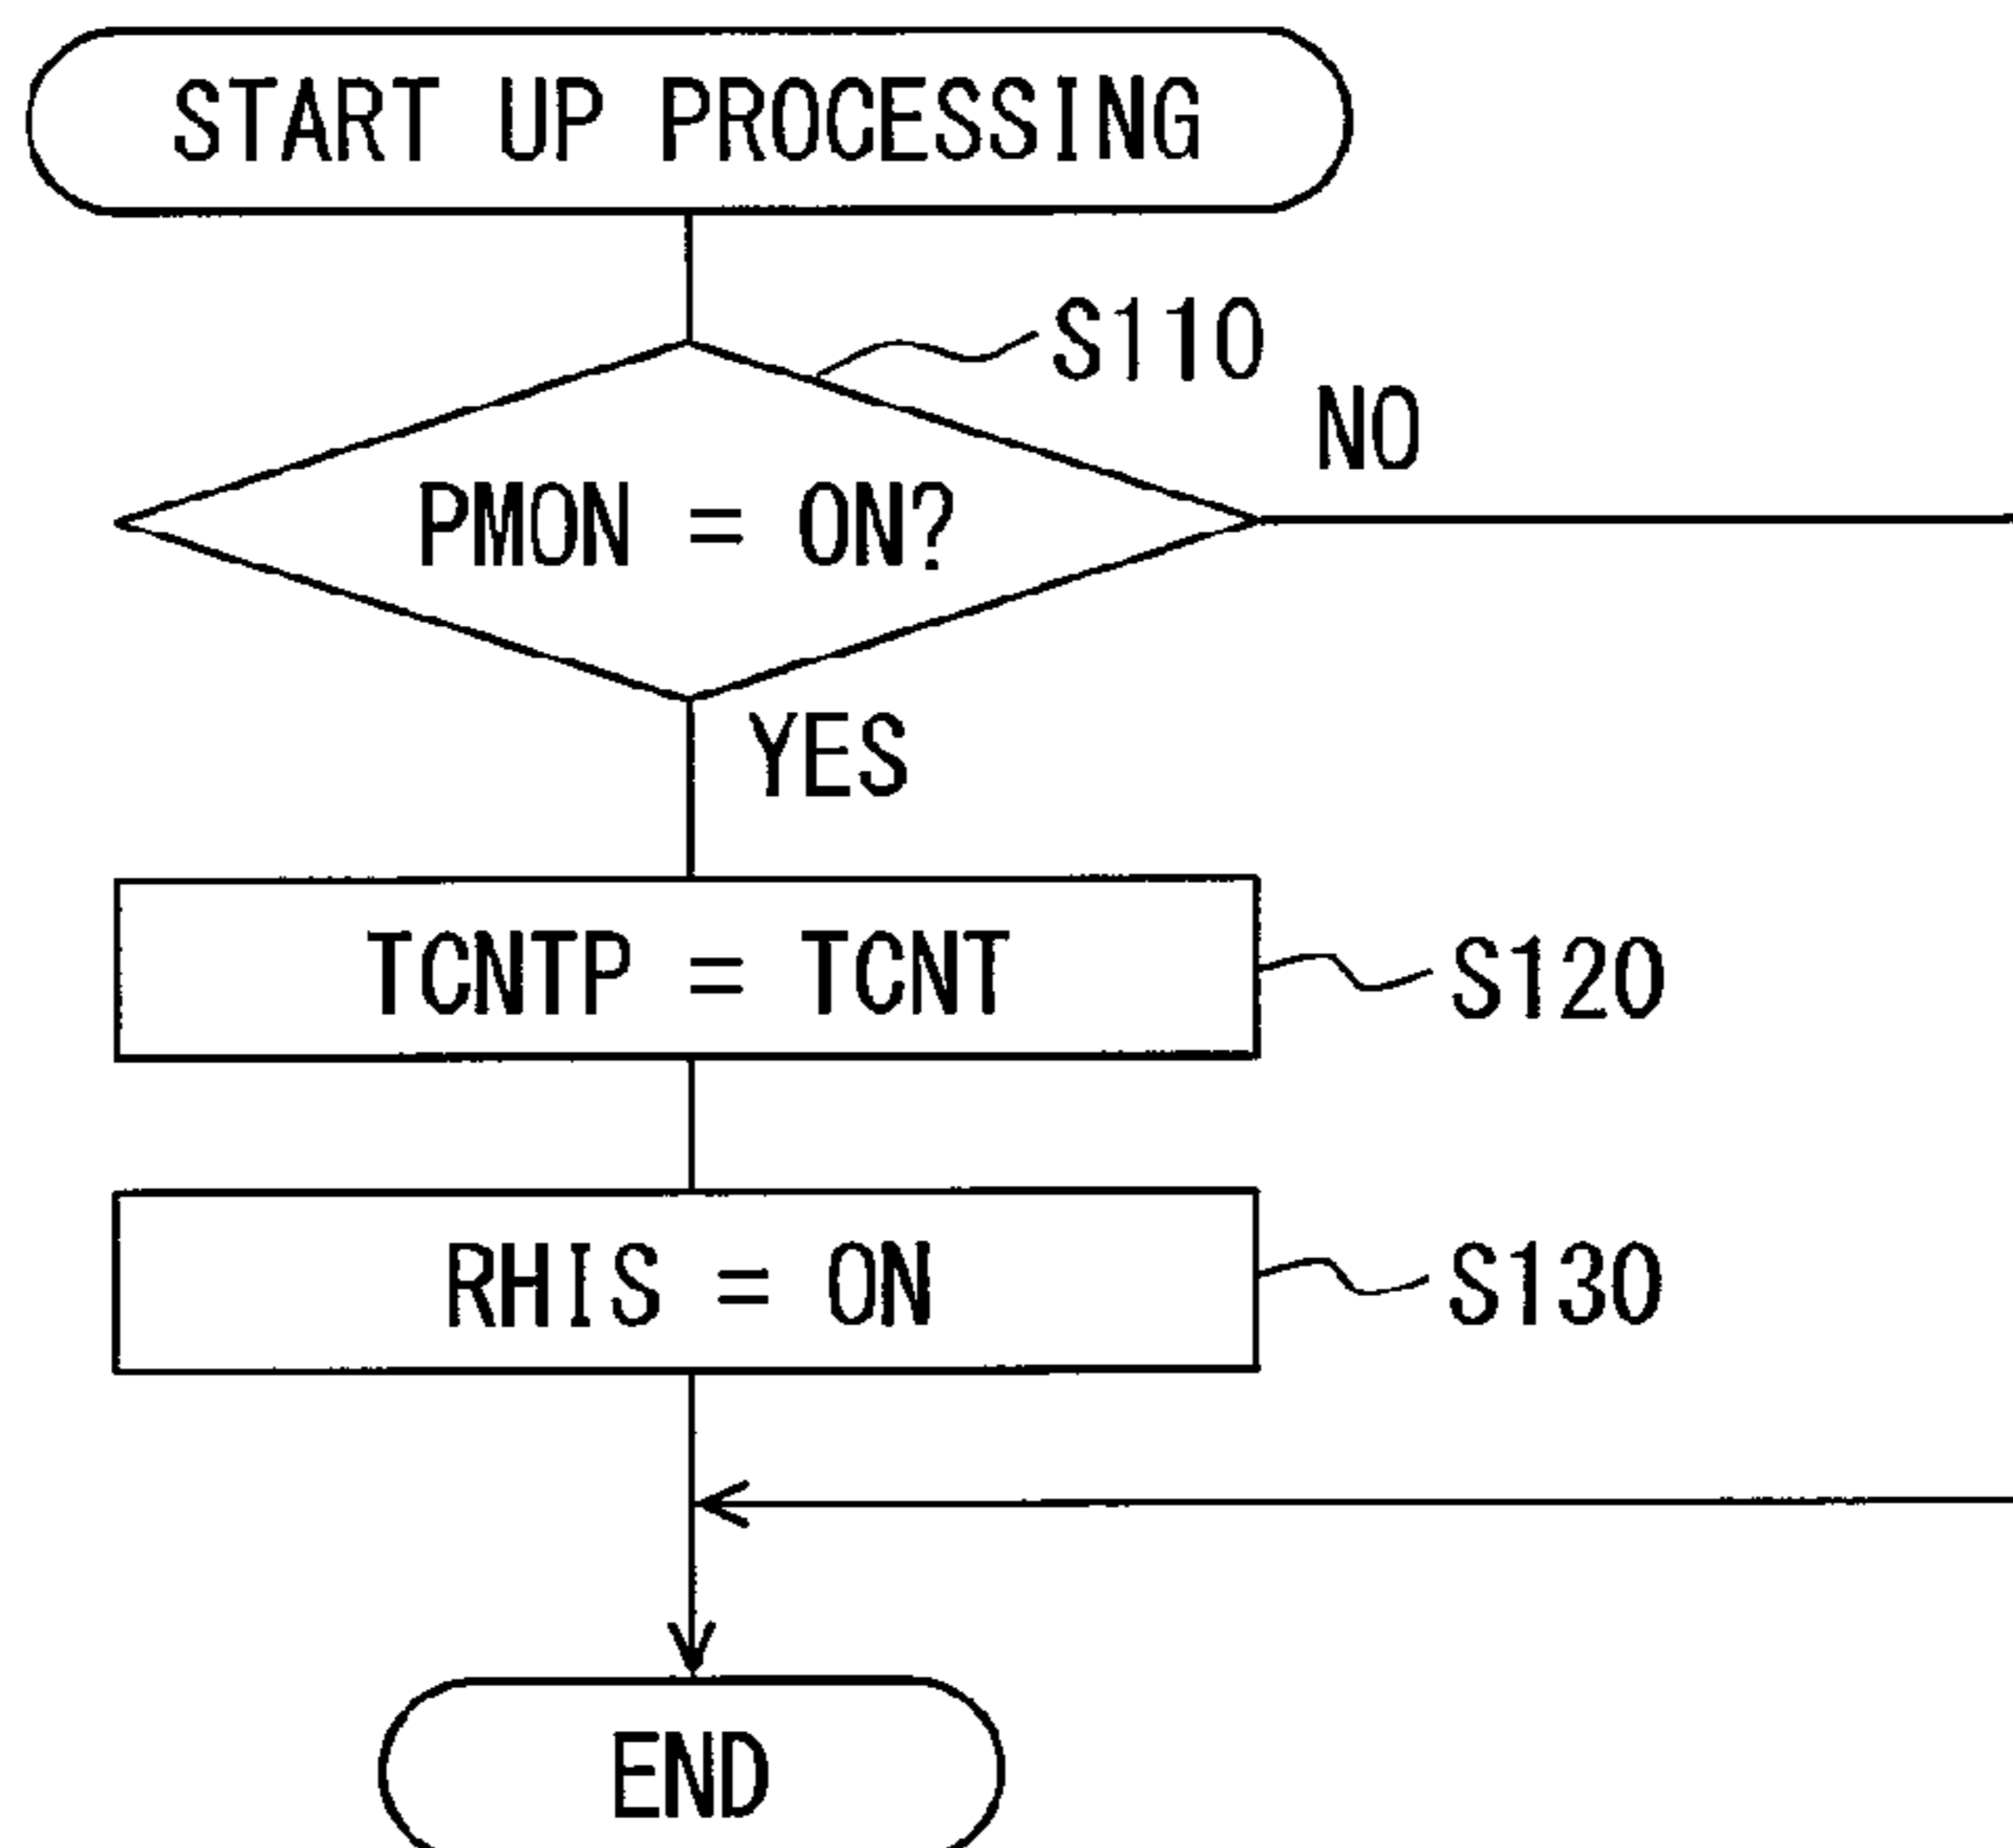 START UP PROCESSING
S110
NO
PMON = ON?
YES
TCNTP = TCNT
S120
RHIS = ON
S130
END